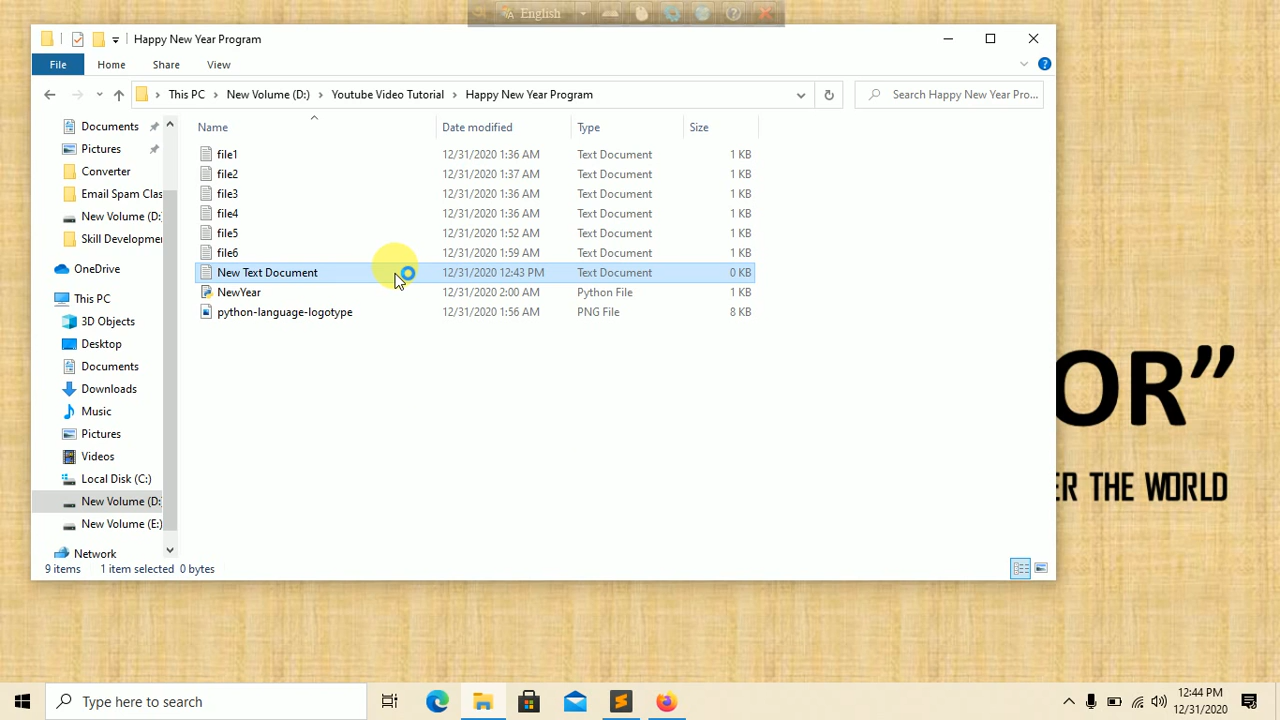 English
Happy New Year Program
File Home Share View
This PC New Volume (D:) Youtube Video Tutorial Happy New Year Program Search Happy New Year Pro...
Name Date modified Type Size
Documents
Pictures
Converter
Email Spam Clas
New Volume (D:
Skill Developme
OneDrive
This PC
3D Objects
Desktop
Documents
Downloads
Music
Pictures
Videos
Local Disk (C:)
New Volume (D:
New Volume (E:)
Network
file1 12/31/2020 1:36 AM Text Document 1 KB
file2 12/31/2020 1:37 AM Text Document 1 KB
file3 12/31/2020 1:36 AM Text Document 1 KB
file4 12/31/2020 1:36 AM Text Document 1 KB
file5 12/31/2020 1:52 AM Text Document 1 KB
file6 12/31/2020 1:59 AM Text Document 1 KB
New Text Document 12/31/2020 12:43 PM Text Document 0 KB
NewYear 12/31/2020 2:00 AM Python File 1 KB
python-language-logotype 12/31/2020 1:56 AM PNG File 8 KB
9 items 1 item selected 0 bytes
OR”
ER THE WORLD
Type here to search
12:44 PM
12/31/2020